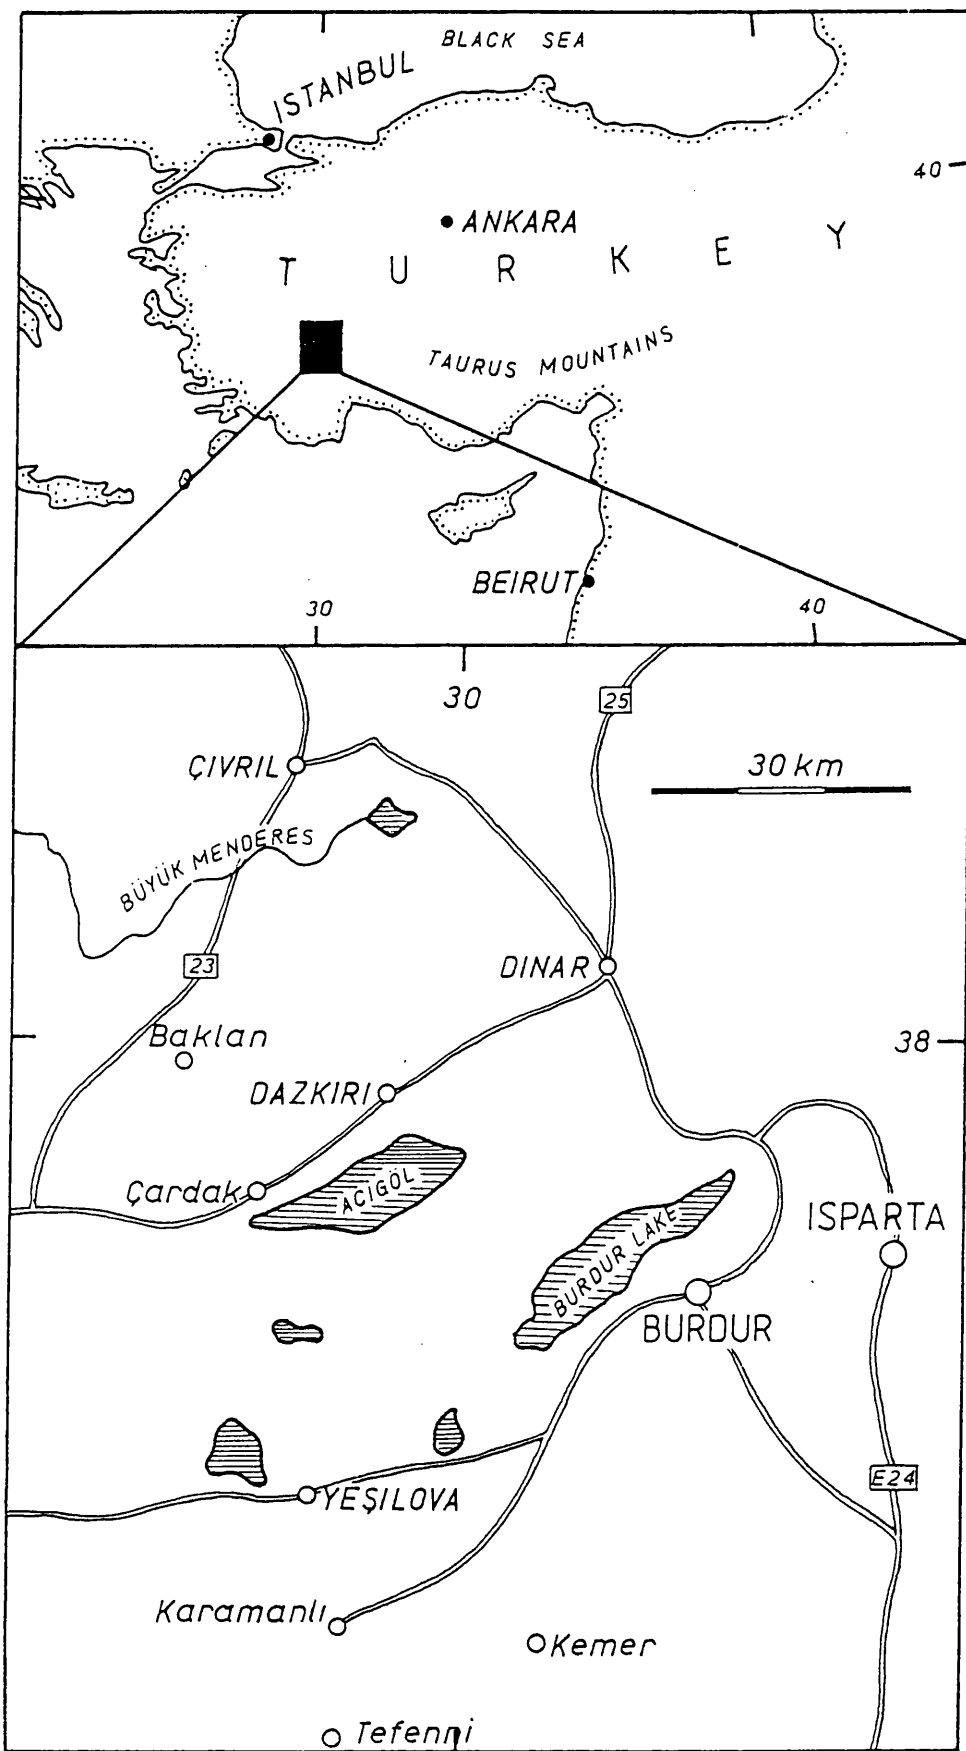 BLACK SEA
ISTANBUL
40
ANKARA
T U R K E Y
TAURUS MOUNTAINS
BEIRUT
30
40
30
25
ÇIVRIL
30 km
BÜYÜK MENDERES
23
DINAR
Baklan
38
DAZKIRI
Çardak
ACIGÖL
BURDUR LAKE
ISPARTA
BURDUR
E24
YEŞILOVA
Karamanlı
Kemer
Tefenni